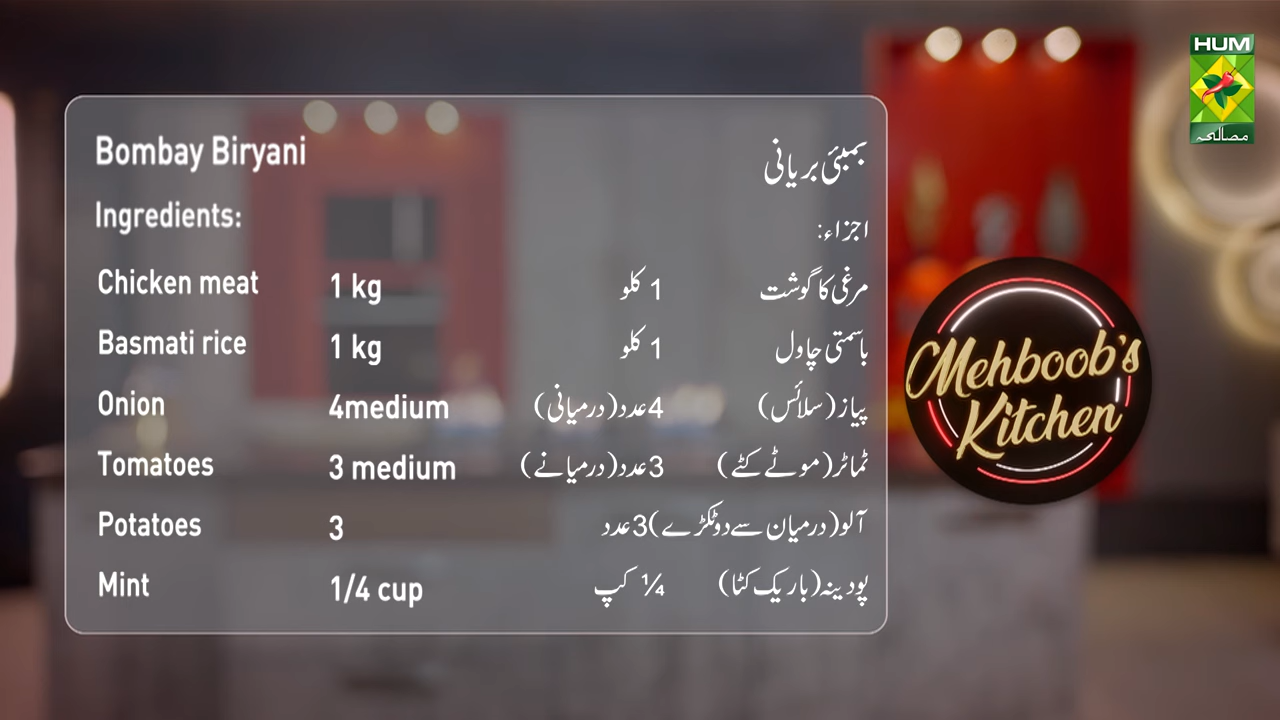 HUM
مصالحہ
Bombay Biryani بمبئی بریانی
Ingredients: اجزاء:
Chicken meat 1 kg 1 کلو مرغی کا گوشت
Basmati rice 1 kg 1 کلو باسمتی چاول
Onion 4medium 4عدد(درمیانی) پیاز(سلائس)
Tomatoes 3 medium 3عدد(درمیانے) ٹماٹر(موٹے کٹے)
Potatoes 3 آلو(درمیان سے دوٹکڑے)3عدد
Mint 1/4 cup ¼ کپ پودینہ(باریک کٹا)
Mehboob's
Kitchen